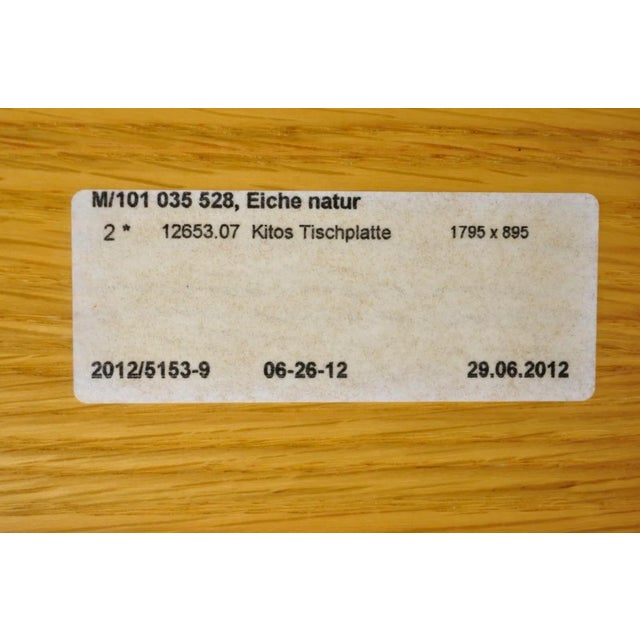 M/101 035 528, Eiche natur
2 * 12653.07 Kitos Tischplatte 1795 x 895
2012/5153-9 06-26-12 29.06.2012